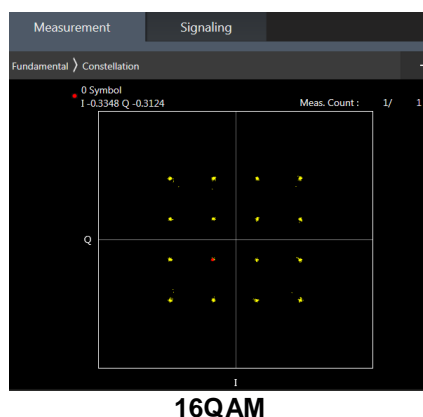 Measurement Signaling
Fundamental 〉 Constellation
0 Symbol
I -0.3348 Q -0.3124 Meas. Count : 1/ 1
Q
I
16QAM